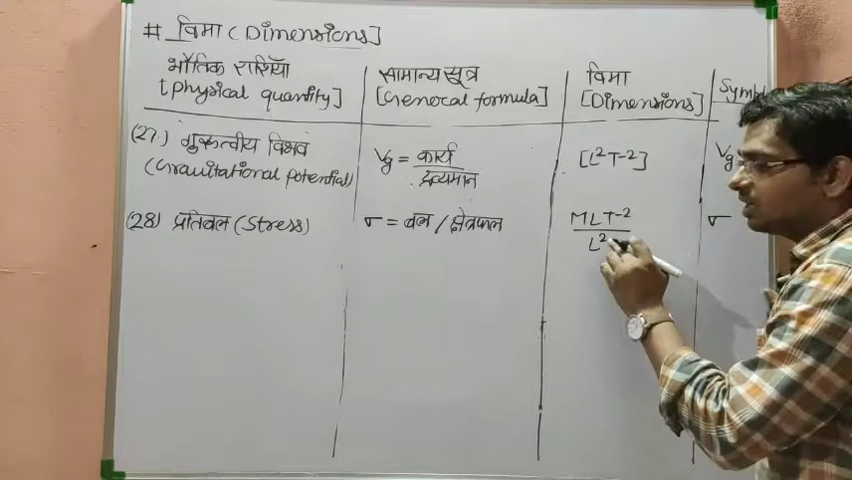 # विमा (Dimensions]
भौतिक राशियाँ सामान्य सूत्र विमा
[physical quantity] [General formula] [Dimensions] Symb
(27.) गुरुत्वीय विभव Vg = कार्य / द्रव्यमान [L²T⁻²] Vg
(Gravitational potential)
(28) प्रतिबल (Stress) σ = बल / क्षेत्रफल MLT⁻² σ
L²